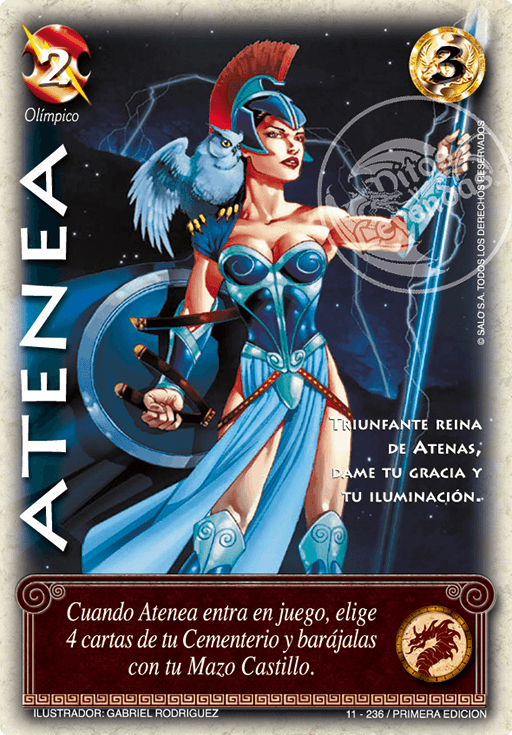 2
3
Olímpico
ATENEA
Mitos y
Leyendas
© SALO S.A. TODOS LOS DERECHOS RESERVADOS
TRIUNFANTE REINA
DE ATENAS,
DAME TU GRACIA Y
TU ILUMINACIÓN.
Cuando Atenea entra en juego, elige
4 cartas de tu Cementerio y barájalas
con tu Mazo Castillo.
ILUSTRADOR: GABRIEL RODRIGUEZ
11 - 236 / PRIMERA EDICION